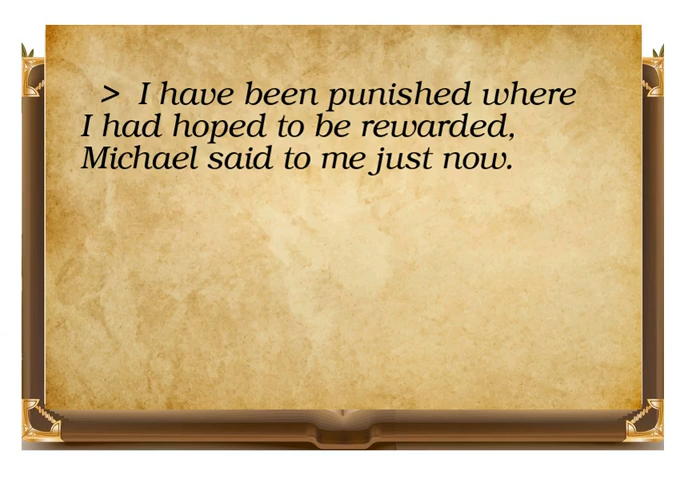 > I have been punished where
I had hoped to be rewarded,
Michael said to me just now.